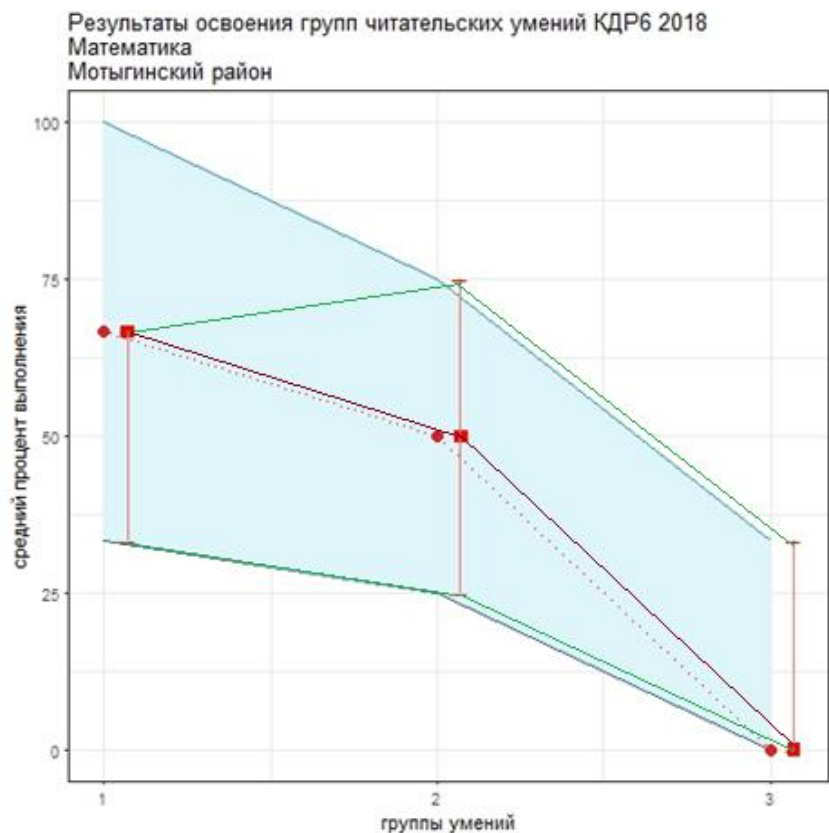 Результаты освоения групп читательских умений КДР6 2018
Математика
Мотыгинский район
100
75
50
25
0
средний процент выполнения
1
2
3
группы умений